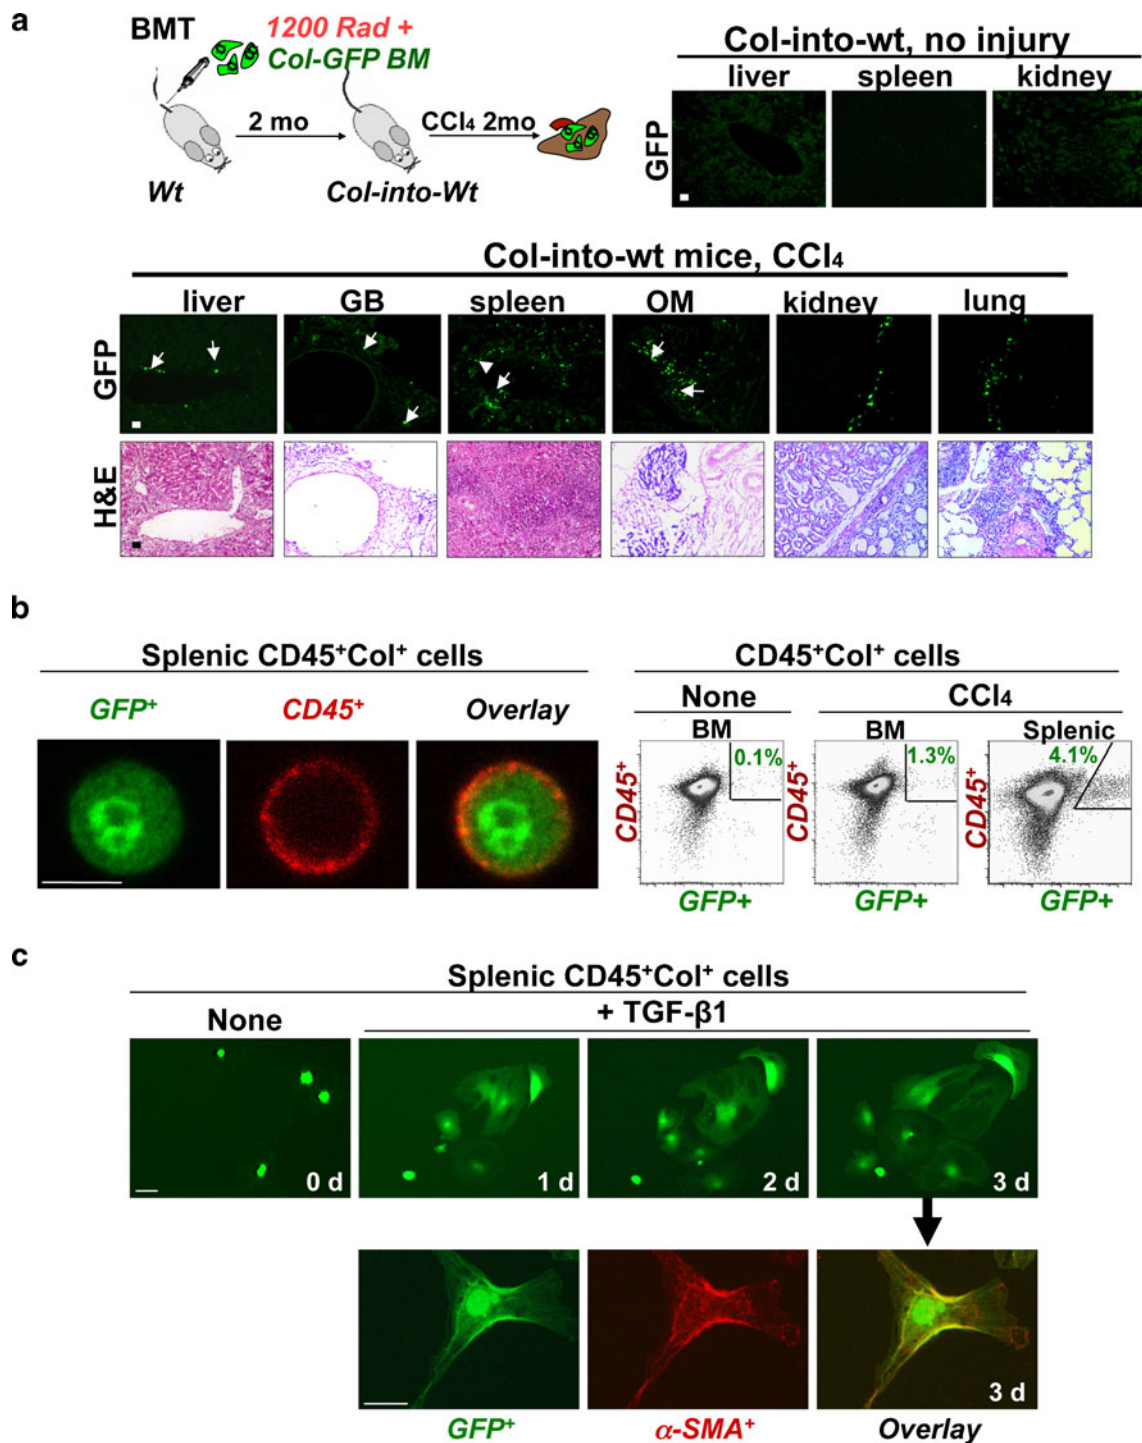 a
BMT
1200 Rad +
Col-GFP BM
2 mo
CCl₄ 2mo
Wt
Col-into-Wt
Col-into-wt, no injury
liver spleen kidney
GFP
Col-into-wt mice, CCl₄
liver GB spleen OM kidney lung
GFP
H&E
b
Splenic CD45⁺Col⁺ cells
GFP⁺ CD45⁺ Overlay
CD45⁺Col⁺ cells
None CCl₄
BM BM Splenic
0.1% 1.3% 4.1%
CD45⁺ CD45⁺ CD45⁺
GFP+ GFP+ GFP+
c
Splenic CD45⁺Col⁺ cells
None + TGF-β1
0 d 1 d 2 d 3 d
3 d
GFP⁺ α-SMA⁺ Overlay